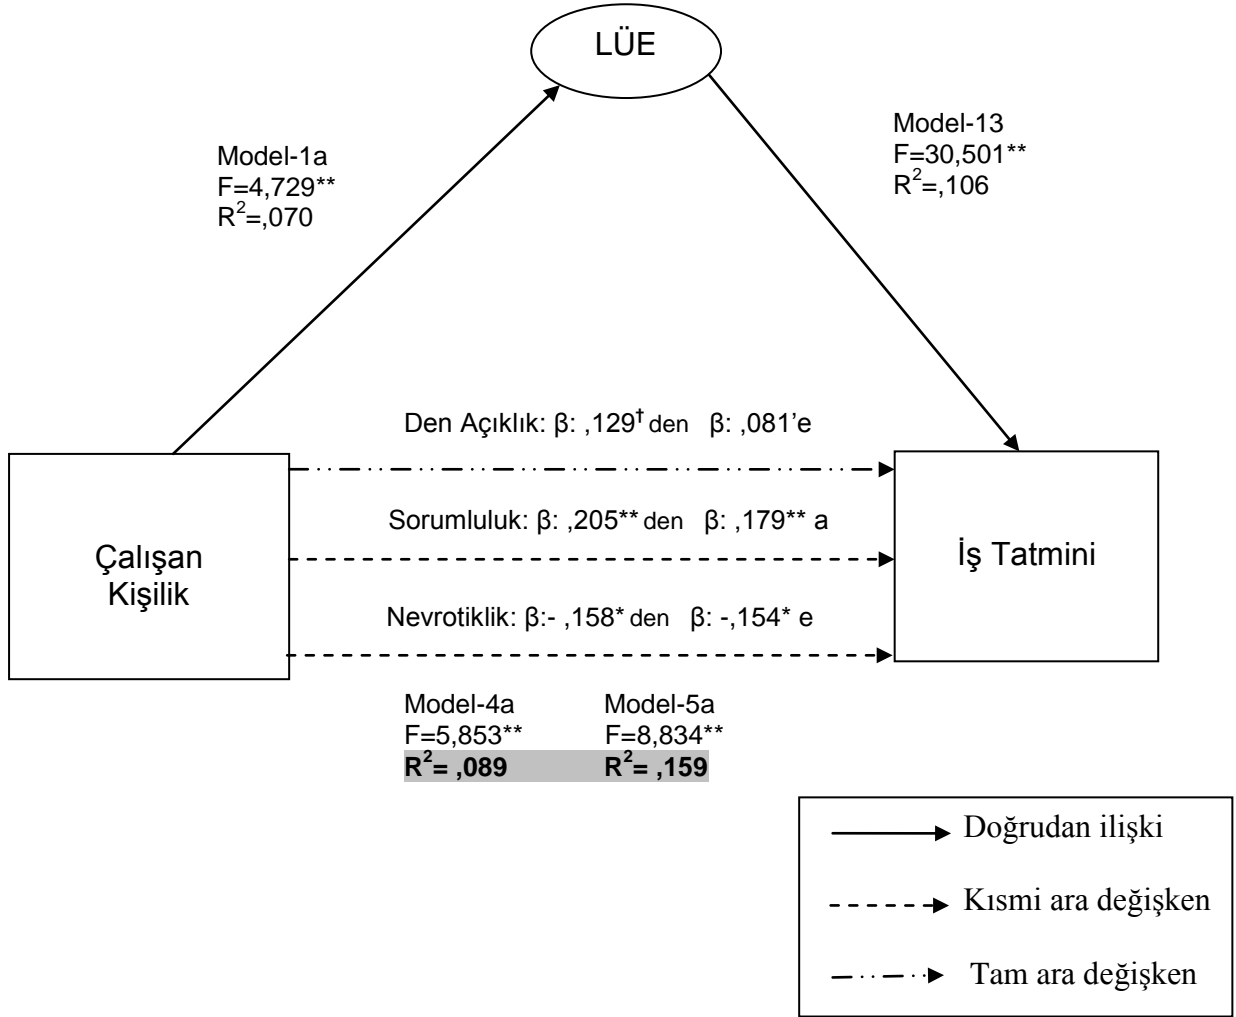 LÜE
Model-1a
F=4,729**
R²=,070
Model-13
F=30,501**
R²=,106
Den Açıklık: β: ,129† den β: ,081’e
Sorumluluk: β: ,205** den β: ,179** a
Nevrotiklik: β:- ,158* den β: -,154* e
Çalışan
Kişilik
İş Tatmini
Model-4a Model-5a
F=5,853** F=8,834**
R²= ,089 R²= ,159
Doğrudan ilişki
Kısmi ara değişken
Tam ara değişken